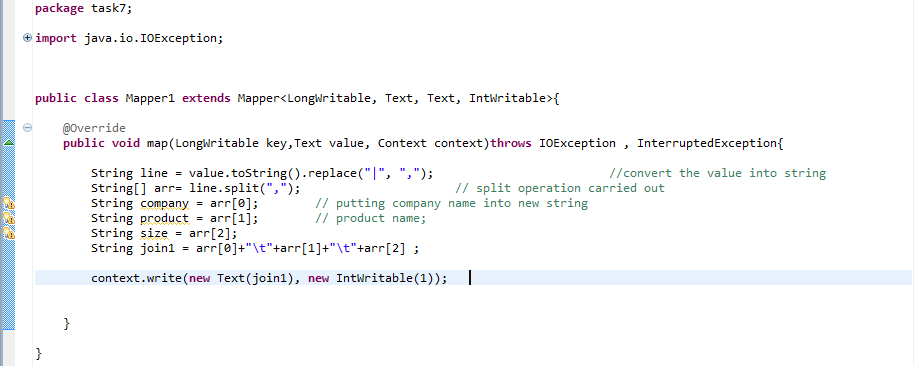 package task7;
import java.io.IOException;
public class Mapper1 extends Mapper<LongWritable, Text, Text, IntWritable>{
@Override
public void map(LongWritable key,Text value, Context context)throws IOException , InterruptedException{
String line = value.toString().replace("|", ","); //convert the value into string
String[] arr= line.split(","); // split operation carried out
String company = arr[0]; // putting company name into new string
String product = arr[1]; // product name;
String size = arr[2];
String join1 = arr[0]+"\t"+arr[1]+"\t"+arr[2] ;
context.write(new Text(join1), new IntWritable(1));
}
}